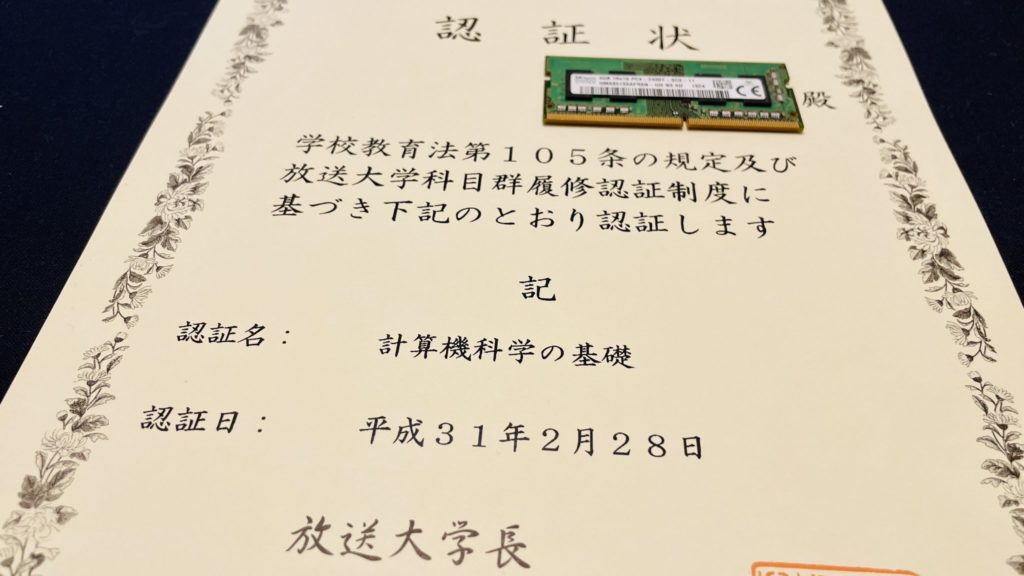 認証状
殿
学校教育法第１０５条の規定及び
放送大学科目群履修認証制度に
基づき下記のとおり認証します
記
認証名： 計算機科学の基礎
認証日： 平成３１年２月２８日
放送大学長